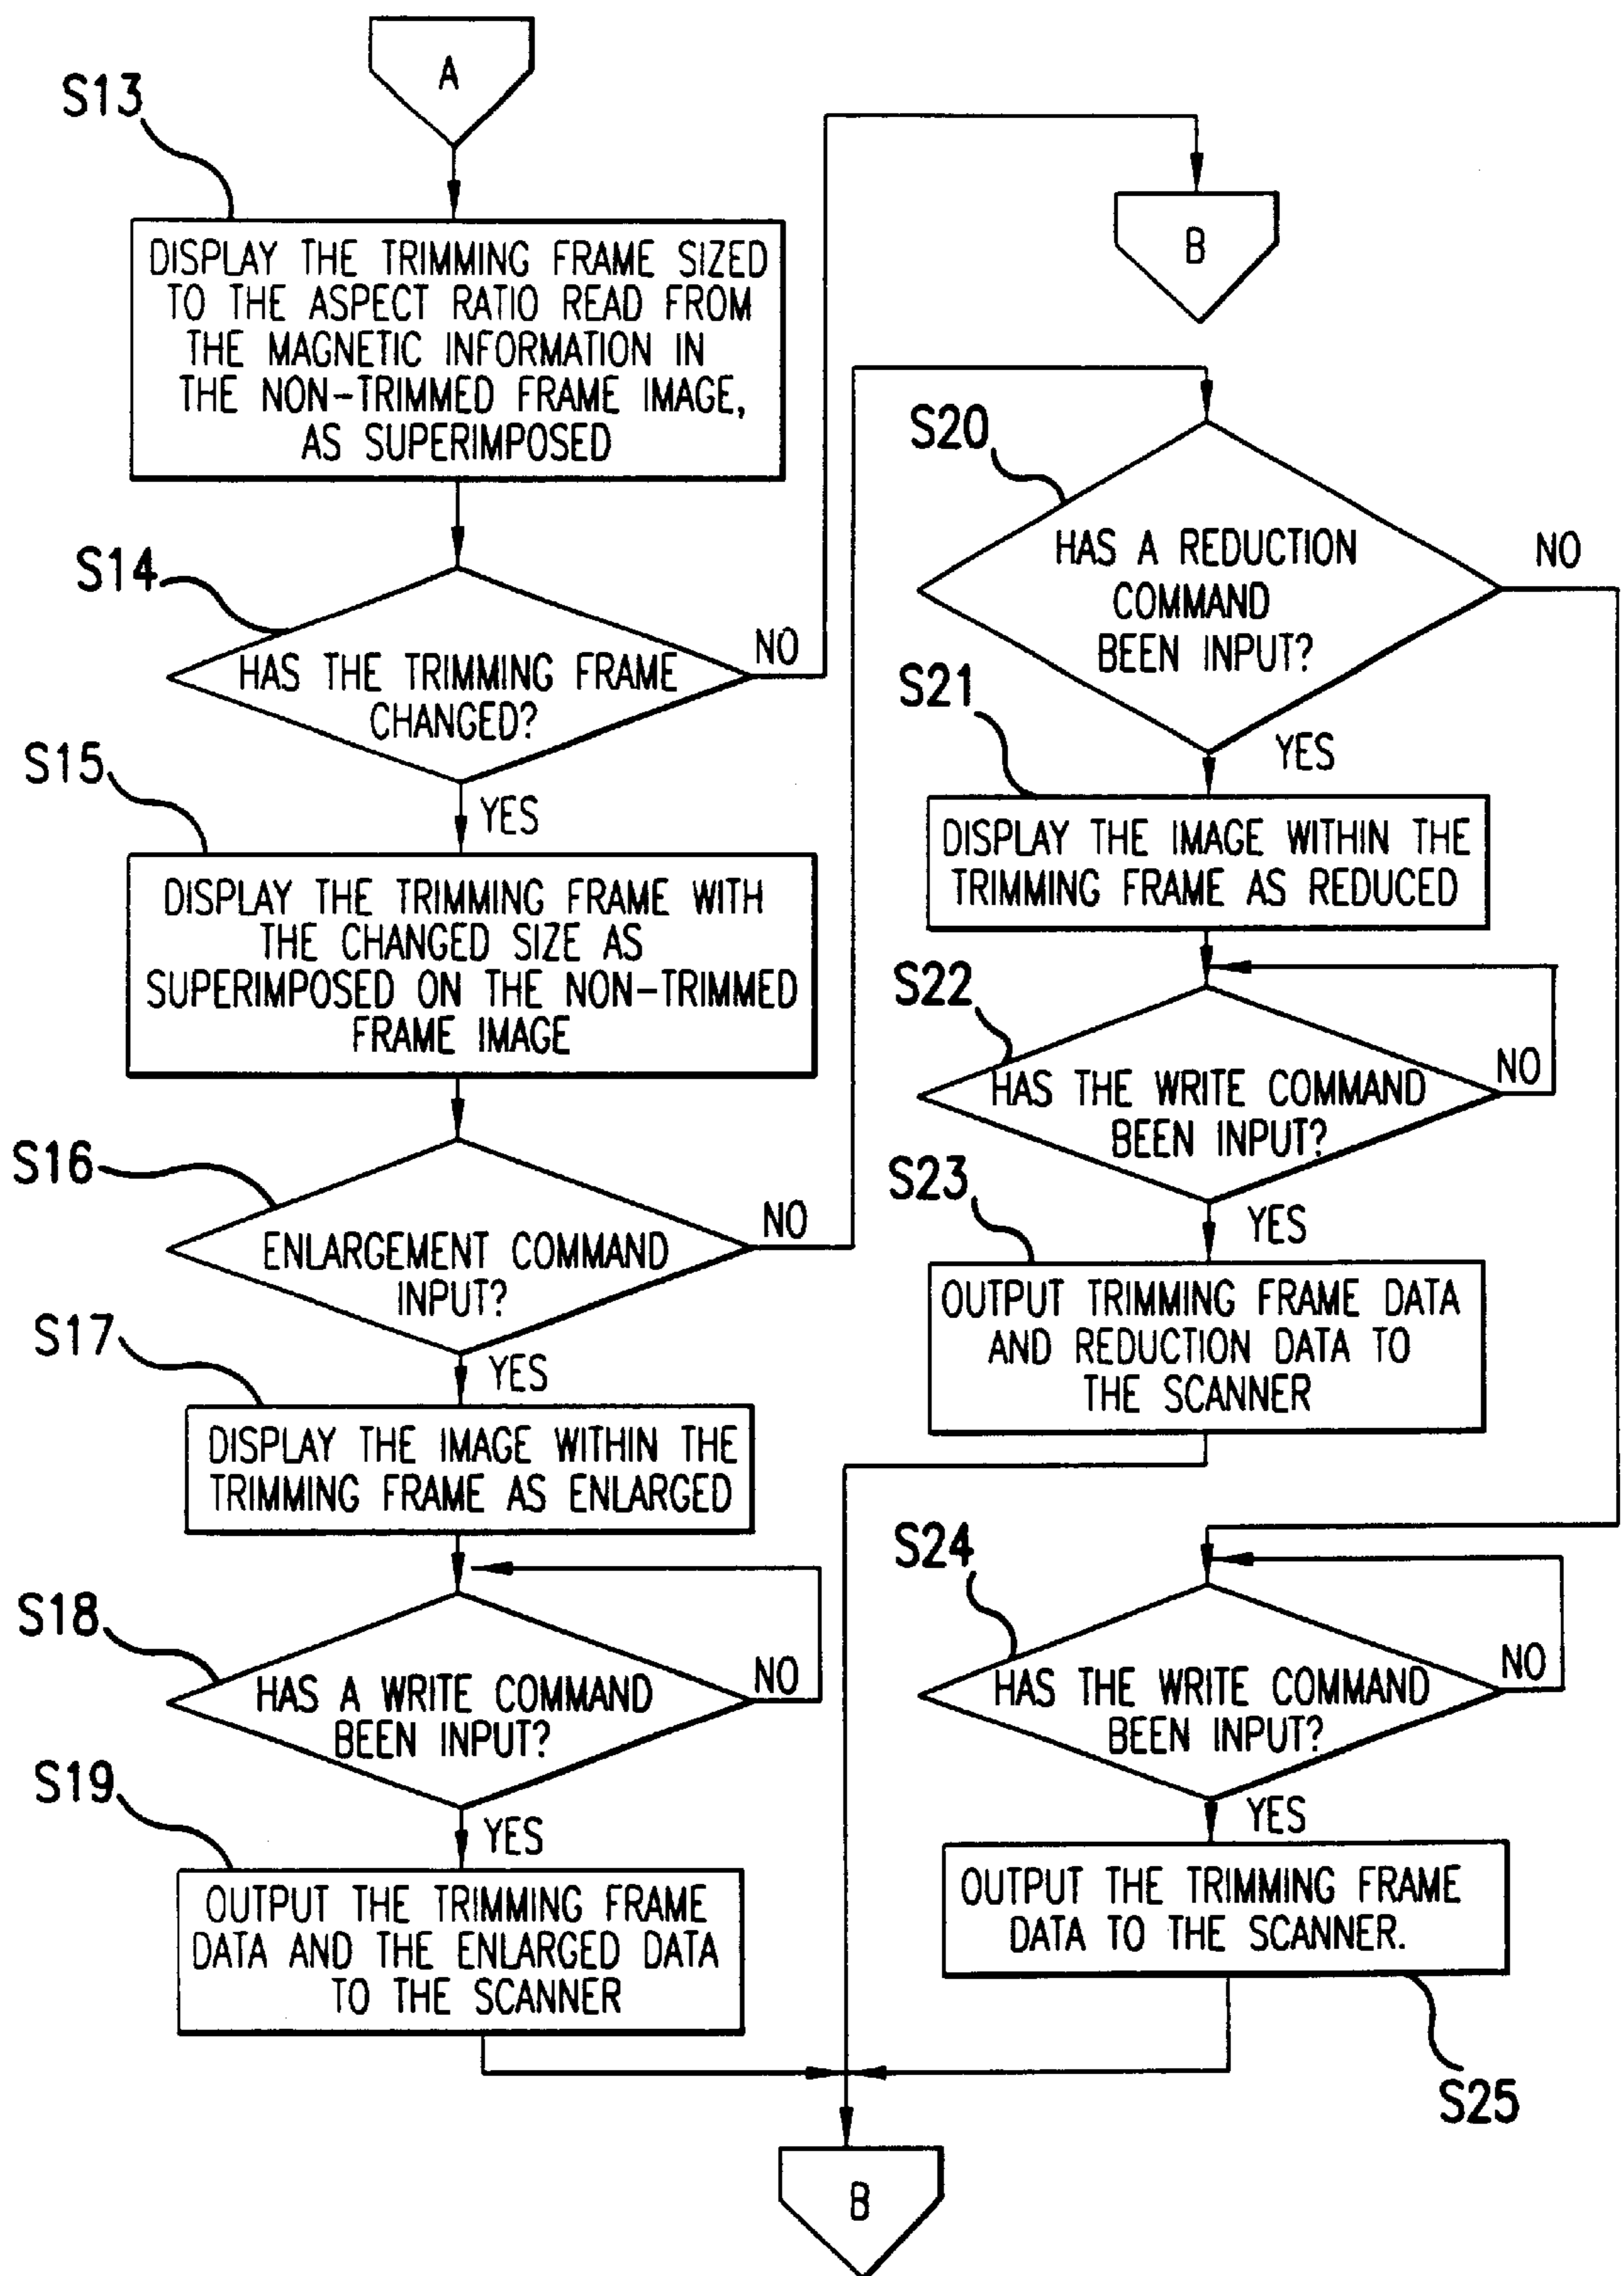 A
S13
DISPLAY THE TRIMMING FRAME SIZED
TO THE ASPECT RATIO READ FROM
THE MAGNETIC INFORMATION IN
THE NON-TRIMMED FRAME IMAGE,
AS SUPERIMPOSED
S14
HAS THE TRIMMING FRAME
CHANGED?
NO
YES
B
S15
DISPLAY THE TRIMMING FRAME WITH
THE CHANGED SIZE AS
SUPERIMPOSED ON THE NON-TRIMMED
FRAME IMAGE
S16
ENLARGEMENT COMMAND
INPUT?
NO
YES
S17
DISPLAY THE IMAGE WITHIN THE
TRIMMING FRAME AS ENLARGED
S18
HAS A WRITE COMMAND
BEEN INPUT?
NO
YES
S19
OUTPUT THE TRIMMING FRAME
DATA AND THE ENLARGED DATA
TO THE SCANNER
S20
HAS A REDUCTION
COMMAND
BEEN INPUT?
NO
YES
S21
DISPLAY THE IMAGE WITHIN THE
TRIMMING FRAME AS REDUCED
S22
HAS THE WRITE COMMAND
BEEN INPUT?
NO
YES
S23
OUTPUT TRIMMING FRAME DATA
AND REDUCTION DATA TO
THE SCANNER
S24
HAS THE WRITE COMMAND
BEEN INPUT?
NO
YES
OUTPUT THE TRIMMING FRAME
DATA TO THE SCANNER.
S25
B